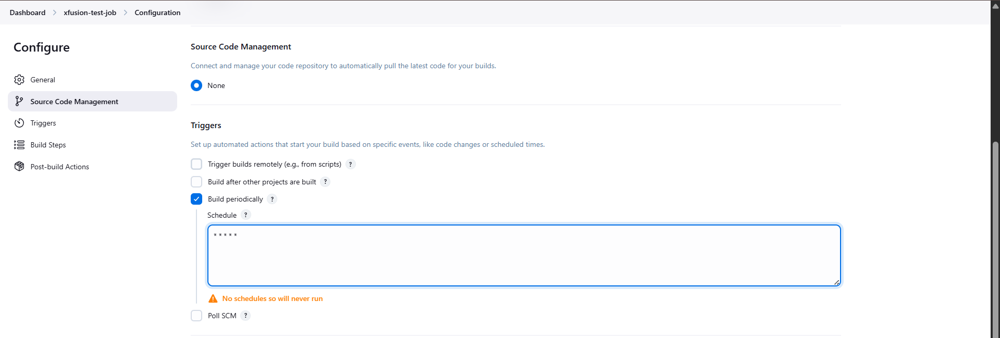 Dashboard > xfusion-test-job > Configuration
Configure
General
Source Code Management
Triggers
Build Steps
Post-build Actions
Source Code Management
Connect and manage your code repository to automatically pull the latest code for your builds.
None
Triggers
Set up automated actions that start your build based on specific events, like code changes or scheduled times.
Trigger builds remotely (e.g., from scripts) ?
Build after other projects are built ?
Build periodically ?
Schedule ?
* * * * *
No schedules so will never run
Poll SCM ?